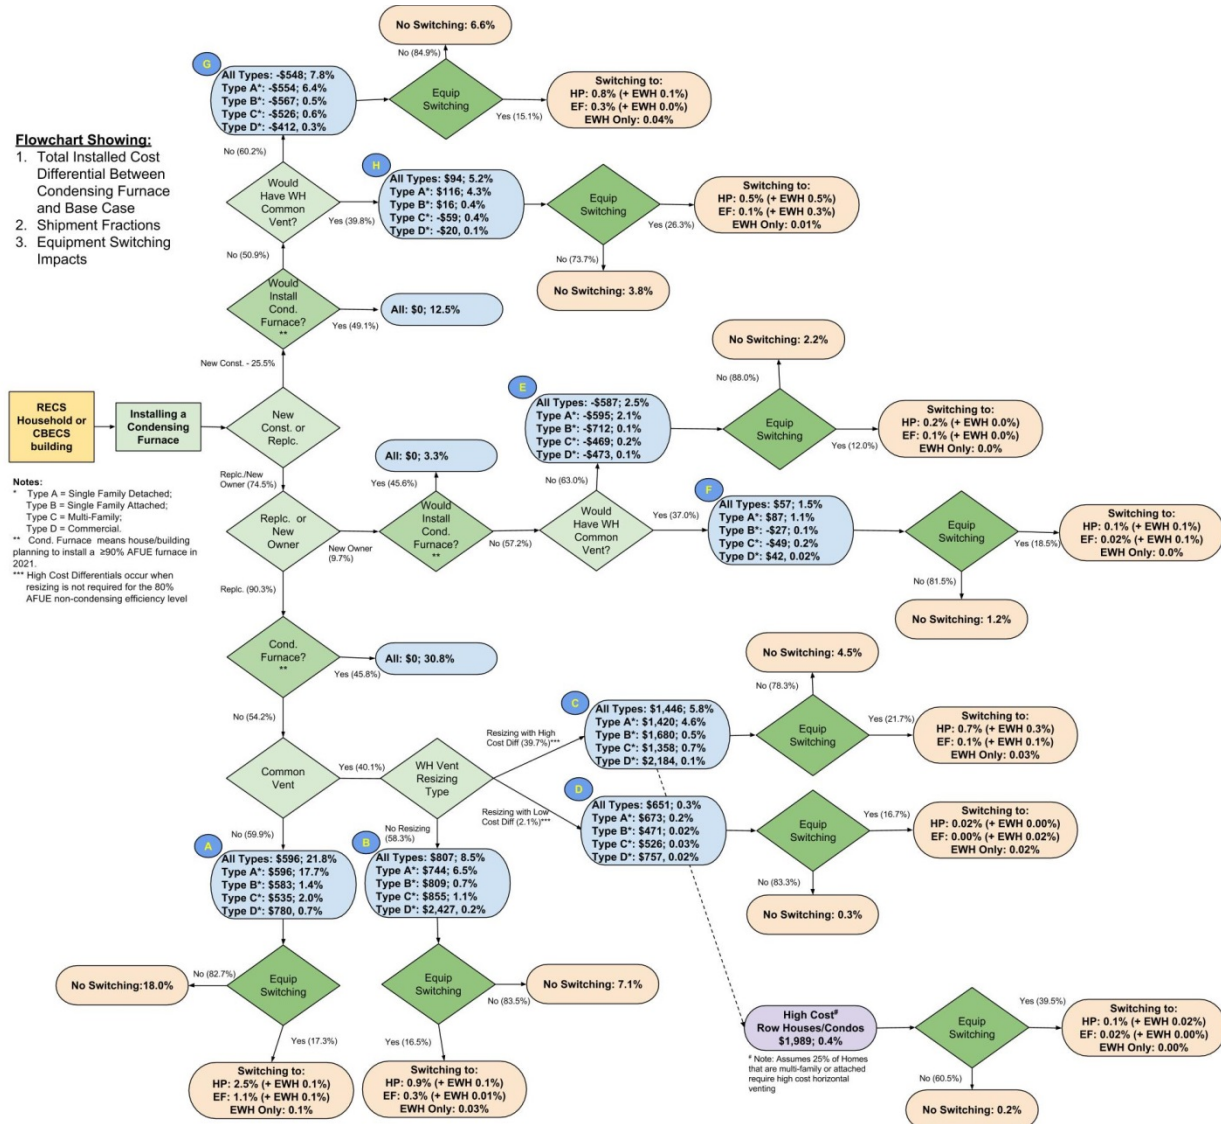 No Switching: 6.6%
No (84.9%)
G
All Types: -$548; 7.8%
Type A*: -$554; 6.4%
Type B*: -$567; 0.5%
Type C*: -$526; 0.6%
Type D*: -$412, 0.3%
Equip
Switching
Yes (15.1%)
Switching to:
HP: 0.8% (+ EWH 0.1%)
EF: 0.3% (+ EWH 0.0%)
EWH Only: 0.04%
Flowchart Showing:
1. Total Installed Cost
Differential Between
Condensing Furnace
and Base Case
2. Shipment Fractions
3. Equipment Switching
Impacts
No (60.2%)
Would
Have WH
Common
Vent?
Yes (39.8%)
H
All Types: $94; 5.2%
Type A*: $116; 4.3%
Type B*: $16; 0.4%
Type C*: -$59; 0.4%
Type D*: -$20, 0.1%
Equip
Switching
Yes (26.3%)
Switching to:
HP: 0.5% (+ EWH 0.5%)
EF: 0.1% (+ EWH 0.3%)
EWH Only: 0.01%
No (73.7%)
No Switching: 3.8%
No (50.9%)
Would
Install
Cond.
Furnace?
**
Yes (49.1%)
All: $0; 12.5%
New Const. - 25.5%
RECS
Household or
CBECS
building
Installing a
Condensing
Furnace
New
Const. or
Replc.
Replc./New
Owner (74.5%)
No Switching: 2.2%
No (88.0%)
E
All Types: -$587; 2.5%
Type A*: -$595; 2.1%
Type B*: -$712; 0.1%
Type C*: -$469; 0.2%
Type D*: -$473, 0.1%
Equip
Switching
Yes (12.0%)
Switching to:
HP: 0.2% (+ EWH 0.0%)
EF: 0.1% (+ EWH 0.0%)
EWH Only: 0.0%
Notes:
* Type A = Single Family Detached;
Type B = Single Family Attached;
Type C = Multi-Family;
Type D = Commercial.
** Cond. Furnace means house/building
planning to install a ≥90% AFUE furnace in
2021.
*** High Cost Differentials occur when
resizing is not required for the 80%
AFUE non-condensing efficiency level
All: $0; 3.3%
Yes (45.6%)
Replc. or
New
Owner
New Owner
(9.7%)
Would
Install
Cond.
Furnace?
**
No (57.2%)
No (63.0%)
Would
Have WH
Common
Vent?
Yes (37.0%)
F
All Types: $57; 1.5%
Type A*: $87; 1.1%
Type B*: -$27; 0.1%
Type C*: -$49; 0.2%
Type D*: $42, 0.02%
Equip
Switching
Yes (18.5%)
Switching to:
HP: 0.1% (+ EWH 0.1%)
EF: 0.02% (+ EWH 0.1%)
EWH Only: 0.0%
No (81.5%)
No Switching: 1.2%
Replc. (90.3%)
Cond.
Furnace?
**
Yes (45.8%)
All: $0; 30.8%
No (54.2%)
No Switching: 4.5%
No (78.3%)
C
All Types: $1,446; 5.8%
Type A*: $1,420; 4.6%
Type B*: $1,680; 0.5%
Type C*: $1,358; 0.7%
Type D*: $2,184, 0.1%
Equip
Switching
Yes (21.7%)
Switching to:
HP: 0.7% (+ EWH 0.3%)
EF: 0.1% (+ EWH 0.1%)
EWH Only: 0.03%
Common
Vent
Yes (40.1%)
WH Vent
Resizing
Type
Resizing with High
Cost Diff (39.7%)***
Resizing with Low
Cost Diff (2.1%)***
D
All Types: $651; 0.3%
Type A*: $673; 0.2%
Type B*: $471; 0.02%
Type C*: $526; 0.03%
Type D*: $757, 0.02%
Equip
Switching
Yes (16.7%)
Switching to:
HP: 0.02% (+ EWH 0.00%)
EF: 0.00% (+ EWH 0.02%)
EWH Only: 0.02%
No (83.3%)
No Switching: 0.3%
No (59.9%)
A
All Types: $596; 21.8%
Type A*: $596; 17.7%
Type B*: $583; 1.4%
Type C*: $535; 2.0%
Type D*: $780, 0.7%
No Resizing
(58.3%)
B
All Types: $807; 8.5%
Type A*: $744; 6.5%
Type B*: $809; 0.7%
Type C*: $855; 1.1%
Type D*: $2,427, 0.2%
No Switching:18.0%
No (82.7%)
Equip
Switching
Yes (17.3%)
Switching to:
HP: 2.5% (+ EWH 0.1%)
EF: 1.1% (+ EWH 0.1%)
EWH Only: 0.1%
Equip
Switching
No (83.5%)
No Switching: 7.1%
Yes (16.5%)
Switching to:
HP: 0.9% (+ EWH 0.1%)
EF: 0.3% (+ EWH 0.01%)
EWH Only: 0.03%
High Cost#
Row Houses/Condos
$1,989; 0.4%
# Note: Assumes 25% of Homes
that are multi-family or attached
require high cost horizontal
venting
Equip
Switching
Yes (39.5%)
Switching to:
HP: 0.1% (+ EWH 0.02%)
EF: 0.02% (+ EWH 0.00%)
EWH Only: 0.00%
No (60.5%)
No Switching: 0.2%